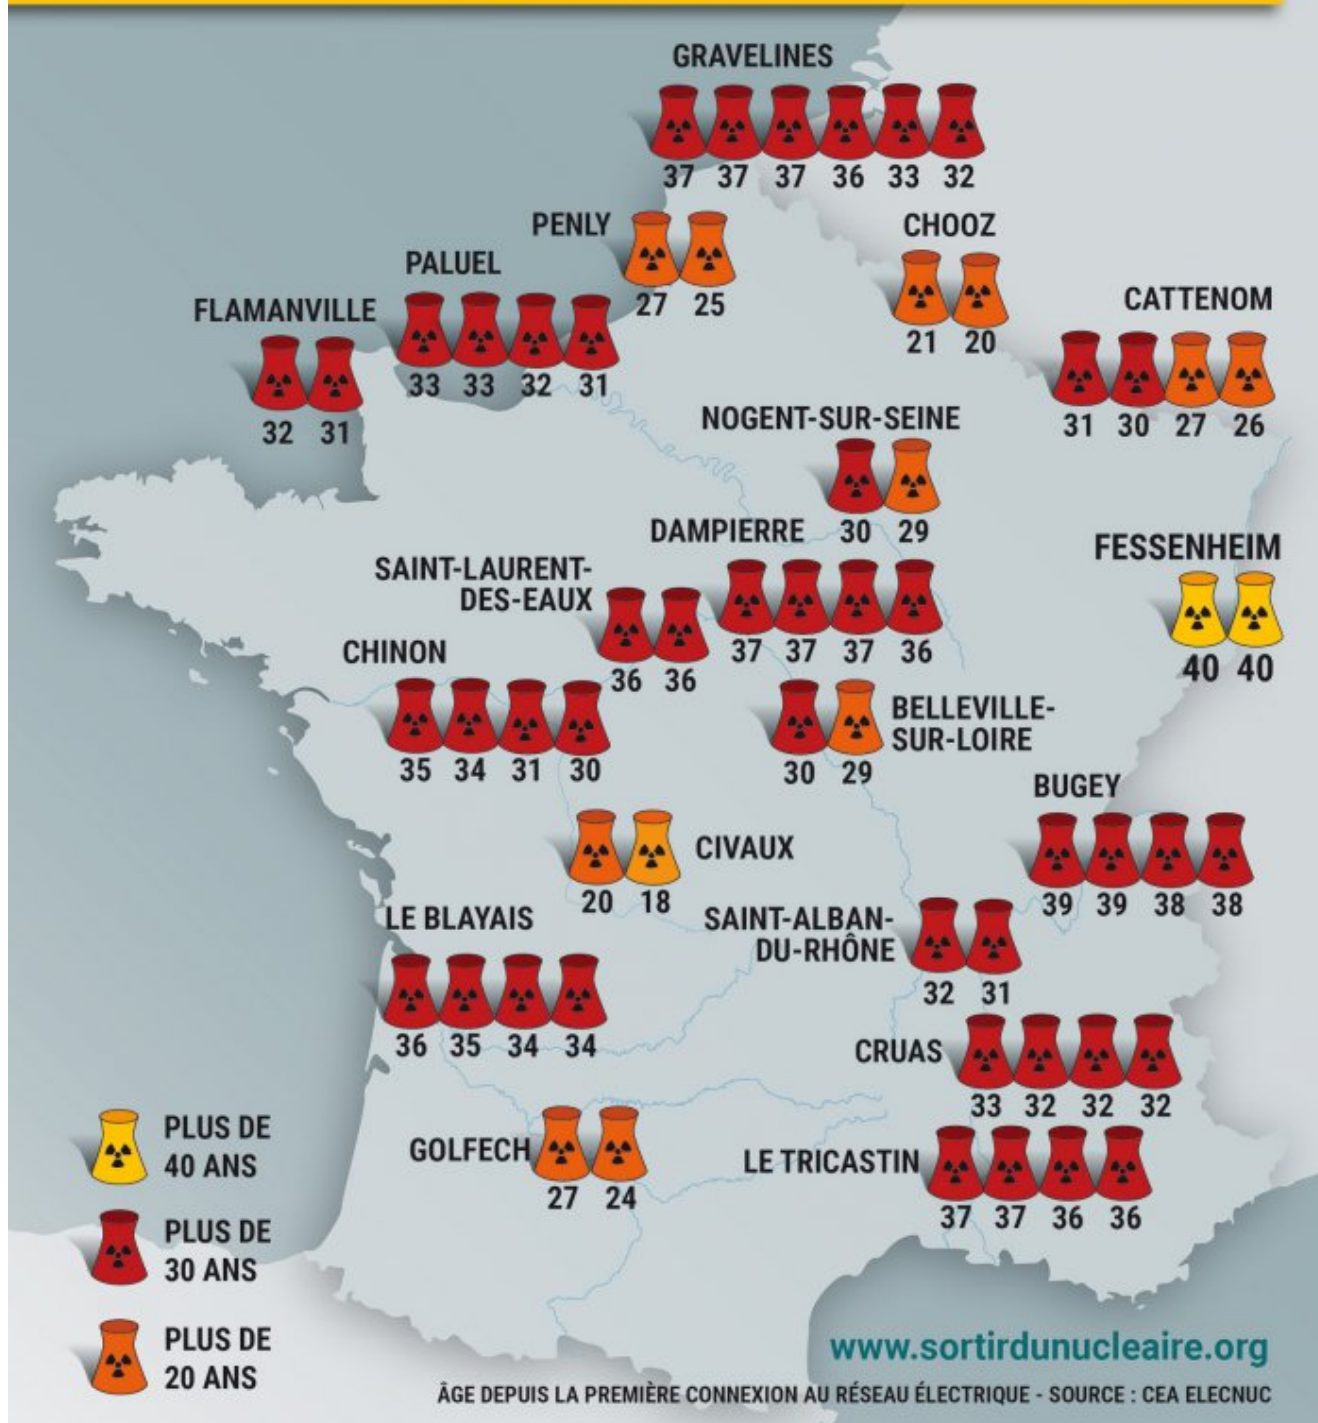 GRAVELINES
37 37 37 36 33 32
PENLY
27 25
CHOOZ
21 20
PALUEL
33 33 32 31
FLAMANVILLE
32 31
CATTENOM
31 30 27 26
NOGENT-SUR-SEINE
30 29
DAMPIERRE
37 37 37 36
FESSENHEIM
40 40
SAINT-LAURENT-
DES-EAUX
36 36
CHINON
35 34 31 30
BELLEVILLE-
SUR-LOIRE
30 29
BUGEY
39 39 38 38
CIVAUX
20 18
LE BLAYAIS
36 35 34 34
SAINT-ALBAN-
DU-RHÔNE
32 31
CRUAS
33 32 32 32
GOLFECH
27 24
LE TRICASTIN
37 37 36 36
PLUS DE
40 ANS
PLUS DE
30 ANS
PLUS DE
20 ANS
www.sortirdunucleaire.org
ÂGE DEPUIS LA PREMIÈRE CONNEXION AU RÉSEAU ÉLECTRIQUE - SOURCE : CEA ELECNUC